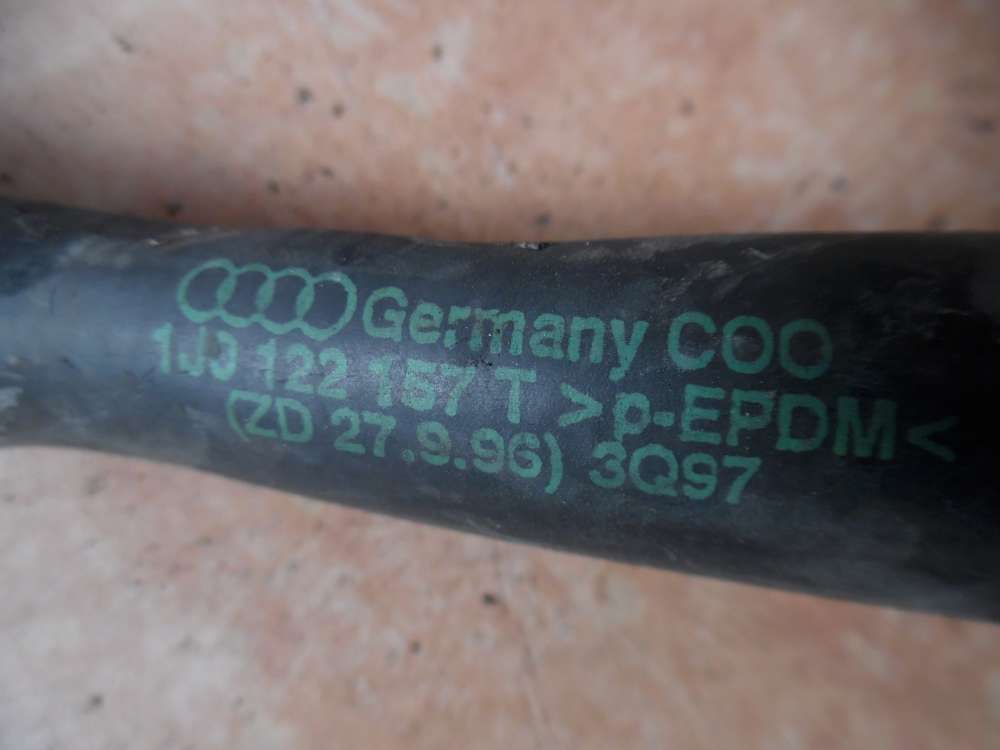 Germany COO
1J0 122 157 T >p-EPDM<
(ZD 27.9.96) 3Q97